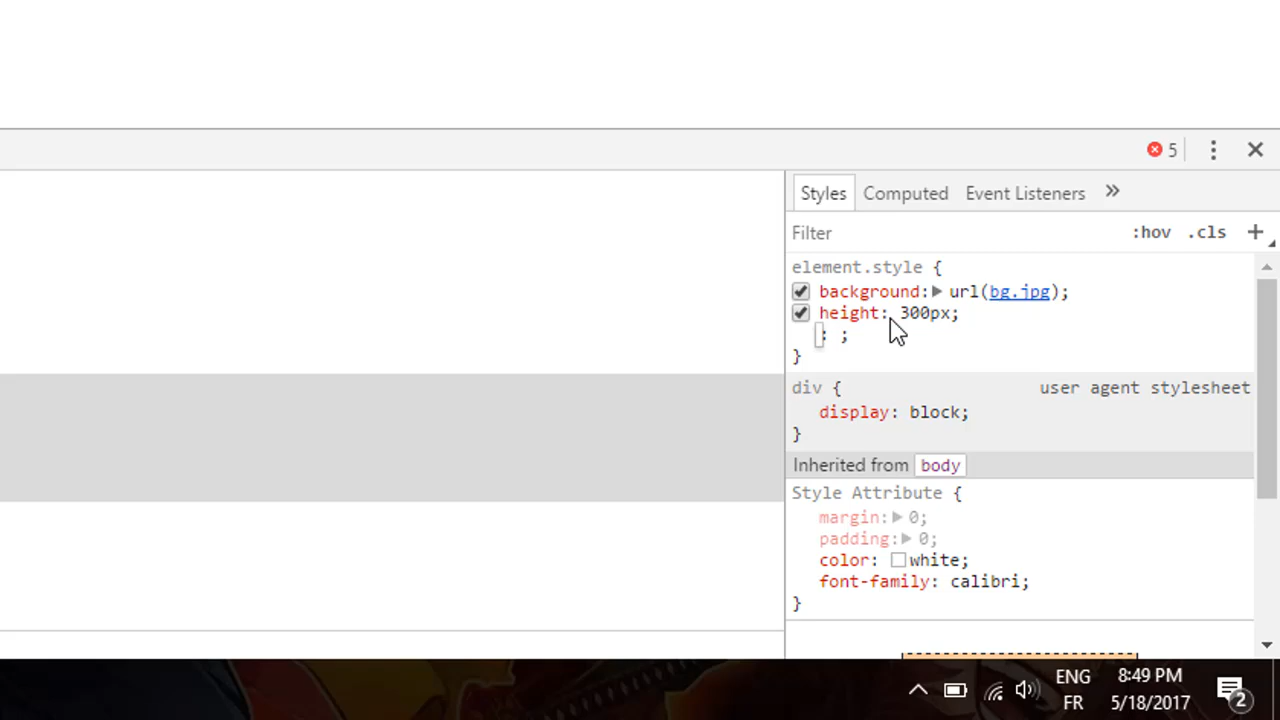 5
Styles Computed Event Listeners »
Filter :hov .cls +
element.style {
background: url(bg.jpg);
height: 300px;
: ;
}
div { user agent stylesheet
display: block;
}
Inherited from body
Style Attribute {
margin: 0;
padding: 0;
color: white;
font-family: calibri;
}
ENG 8:49 PM
FR 5/18/2017 2